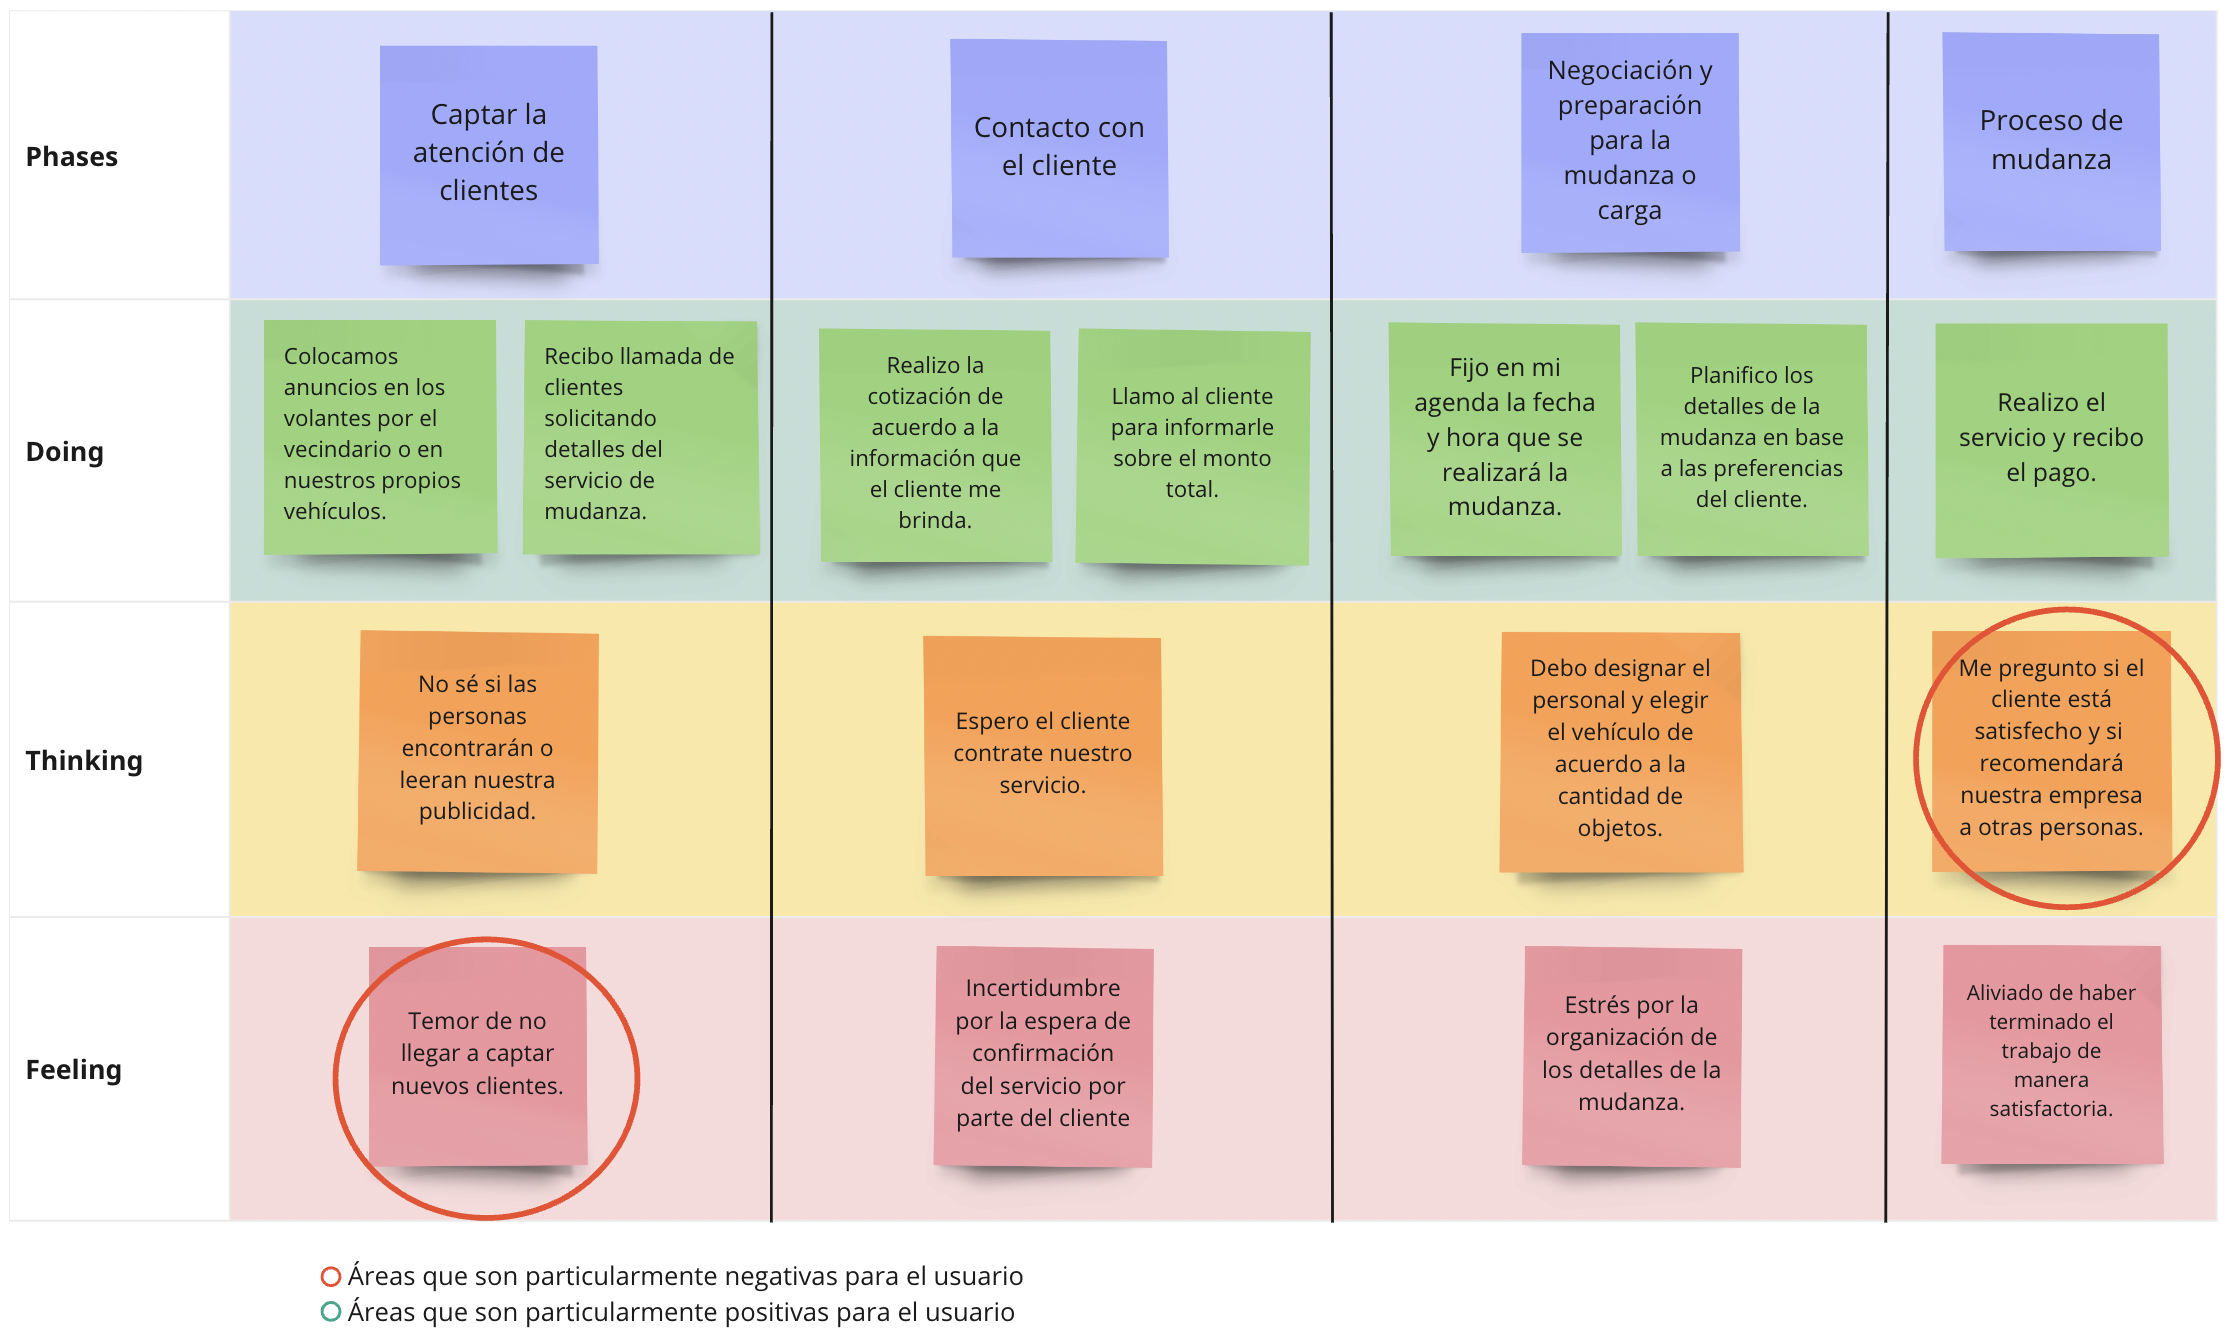 Phases
Captar la
atención de
clientes
Contacto con
el cliente
Negociación y
preparación
para la
mudanza o
carga
Proceso de
mudanza
Doing
Colocamos
anuncios en los
volantes por el
vecindario o en
nuestros propios
vehículos.
Recibo llamada de
clientes
solicitando
detalles del
servicio de
mudanza.
Realizo la
cotización de
acuerdo a la
información que
el cliente me
brinda.
Llamo al cliente
para informarle
sobre el monto
total.
Fijo en mi
agenda la fecha
y hora que se
realizará la
mudanza.
Planifico los
detalles de la
mudanza en base
a las preferencias
del cliente.
Realizo el
servicio y recibo
el pago.
Thinking
No sé si las
personas
encontrarán o
leeran nuestra
publicidad.
Espero el cliente
contrate nuestro
servicio.
Debo designar el
personal y elegir
el vehículo de
acuerdo a la
cantidad de
objetos.
Me pregunto si el
cliente está
satisfecho y si
recomendará
nuestra empresa
a otras personas.
Feeling
Temor de no
llegar a captar
nuevos clientes.
Incertidumbre
por la espera de
confirmación
del servicio por
parte del cliente
Estrés por la
organización de
los detalles de la
mudanza.
Aliviado de haber
terminado el
trabajo de
manera
satisfactoria.
Áreas que son particularmente negativas para el usuario
Áreas que son particularmente positivas para el usuario